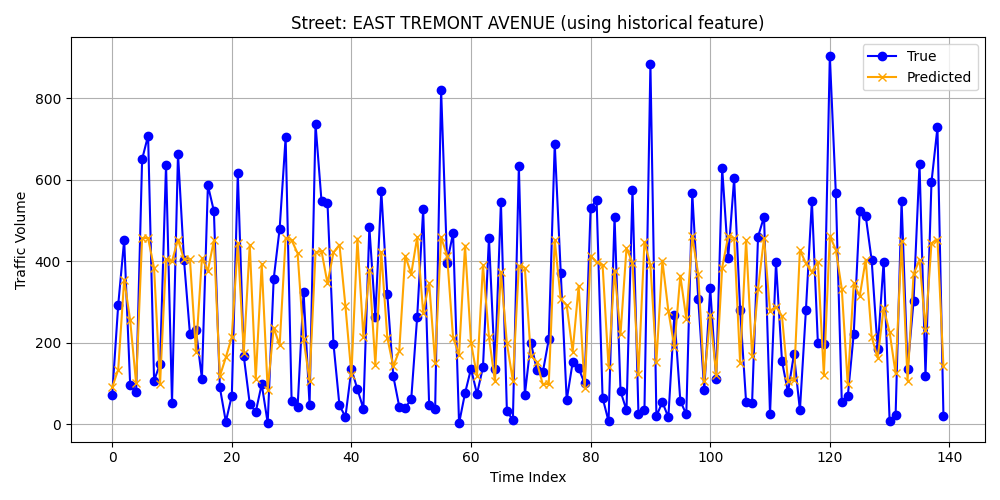 Street: EAST TREMONT AVENUE (using historical feature)
True
Predicted
Traffic Volume
800
600
400
200
0
0 20 40 60 80 100 120 140
Time Index